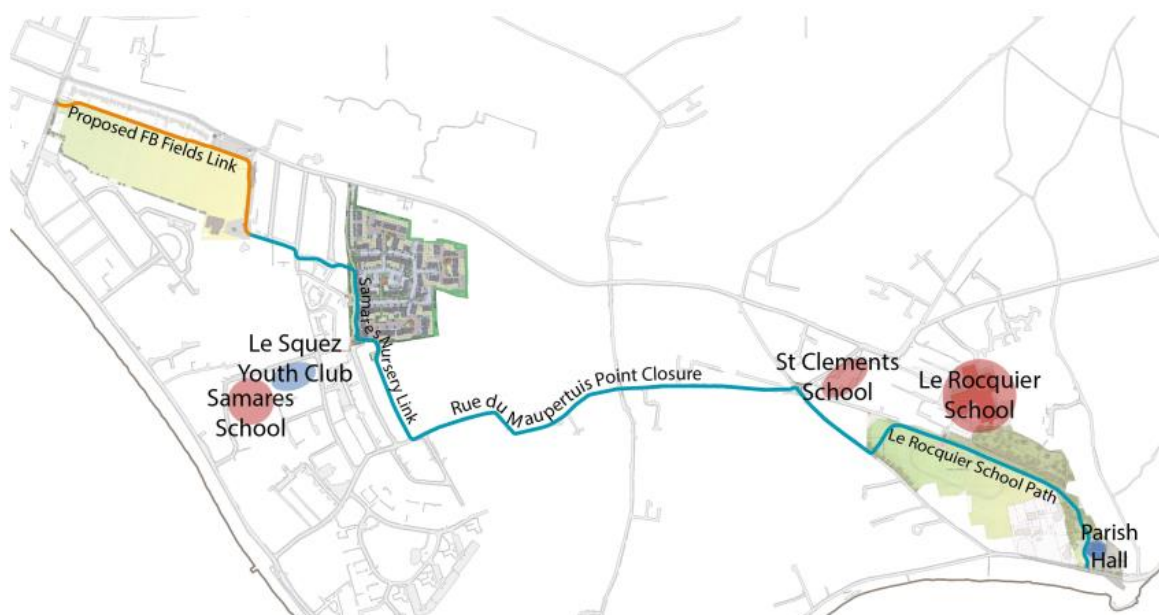 Proposed FB Fields Link
Samares Nursery Link
Le Squez
Youth Club
Samares
School
Rue du Maupertuis Point Closure
St Clements
School
Le Rocquier
School
Le Rocquier School Path
Parish
Hall